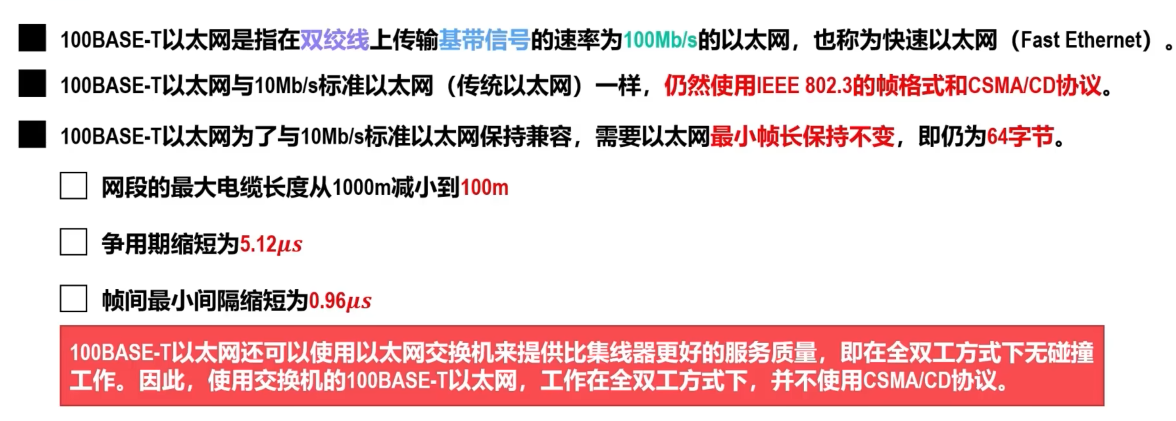 100BASE-T以太网是指在双绞线上传输基带信号的速率为100Mb/s的以太网，也称为快速以太网（Fast Ethernet）。
100BASE-T以太网与10Mb/s标准以太网（传统以太网）一样，仍然使用IEEE 802.3的帧格式和CSMA/CD协议。
100BASE-T以太网为了与10Mb/s标准以太网保持兼容，需要以太网最小帧长保持不变，即仍为64字节。
网段的最大电缆长度从1000m减小到100m
争用期缩短为5.12μs
帧间最小间隔缩短为0.96μs
100BASE-T以太网还可以使用以太网交换机来提供比集线器更好的服务质量，即在全双工方式下无碰撞
工作。因此，使用交换机的100BASE-T以太网，工作在全双工方式下，并不使用CSMA/CD协议。